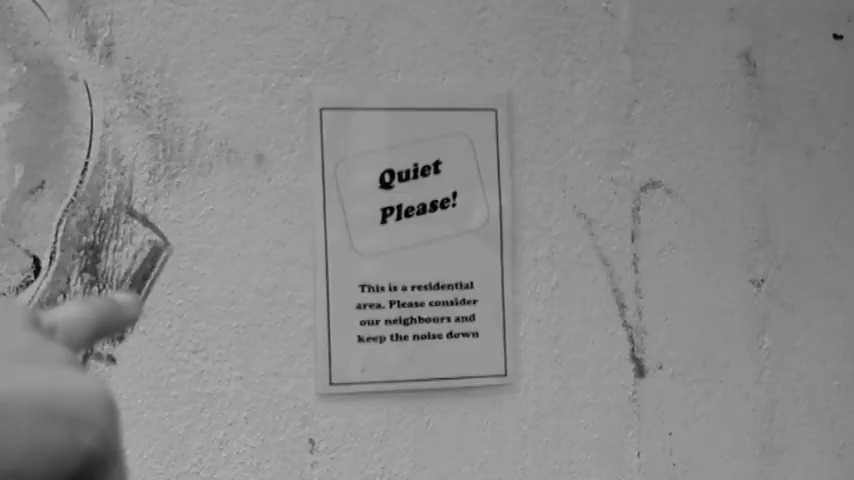 Quiet
Please!
This is a residential
area. Please consider
our neighbours and
keep the noise down